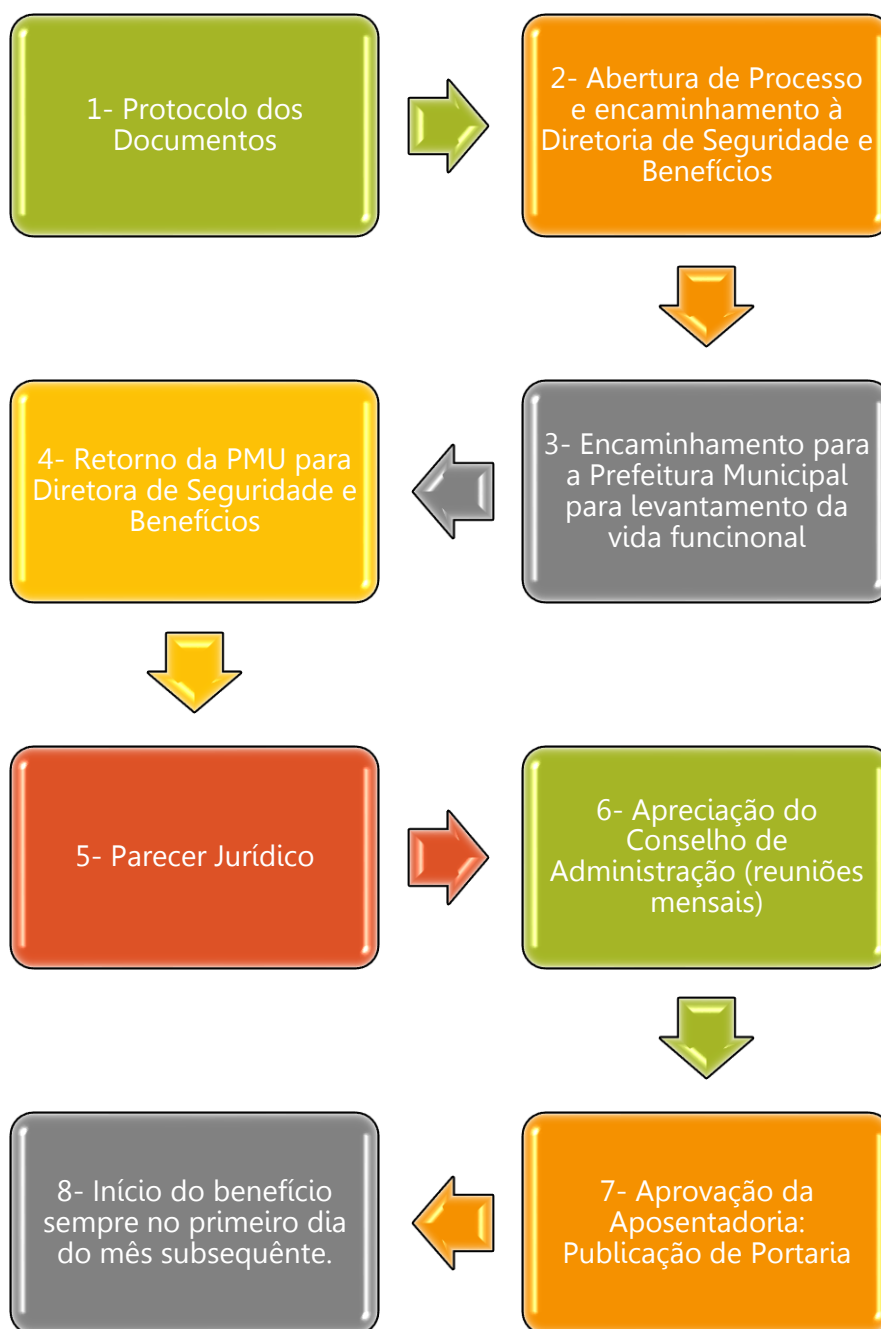 1- Protocolo dos
Documentos
2- Abertura de Processo
e encaminhamento à
Diretoria de Seguridade e
Benefícios
3- Encaminhamento para
a Prefeitura Municipal
para levantamento da
vida funcinonal
4- Retorno da PMU para
Diretora de Seguridade e
Benefícios
5- Parecer Jurídico
6- Apreciação do
Conselho de
Administração (reuniões
mensais)
7- Aprovação da
Aposentadoria:
Publicação de Portaria
8- Início do benefício
sempre no primeiro dia
do mês subsequênte.